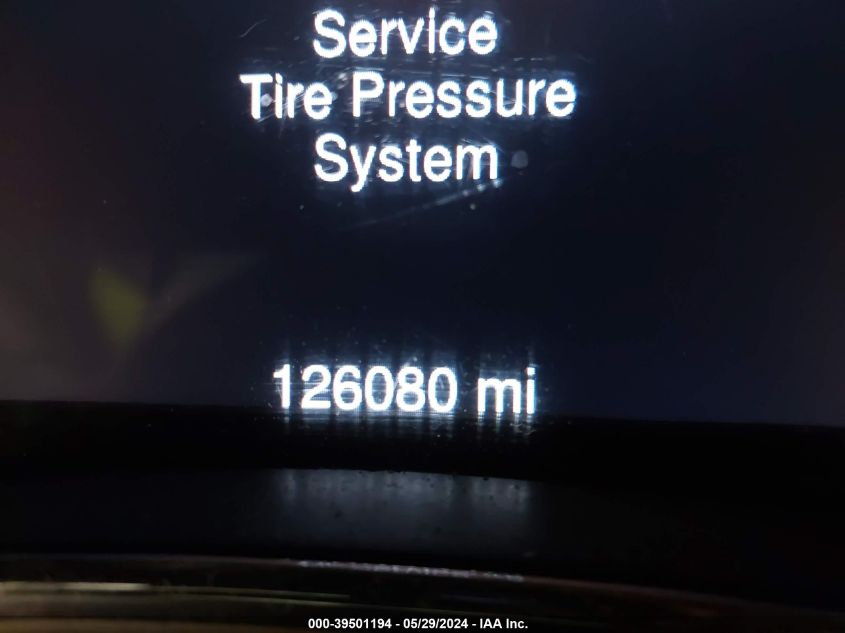 Service
Tire Pressure
System
126080 mi
000-39501194 - 05/29/2024 - IAA Inc.